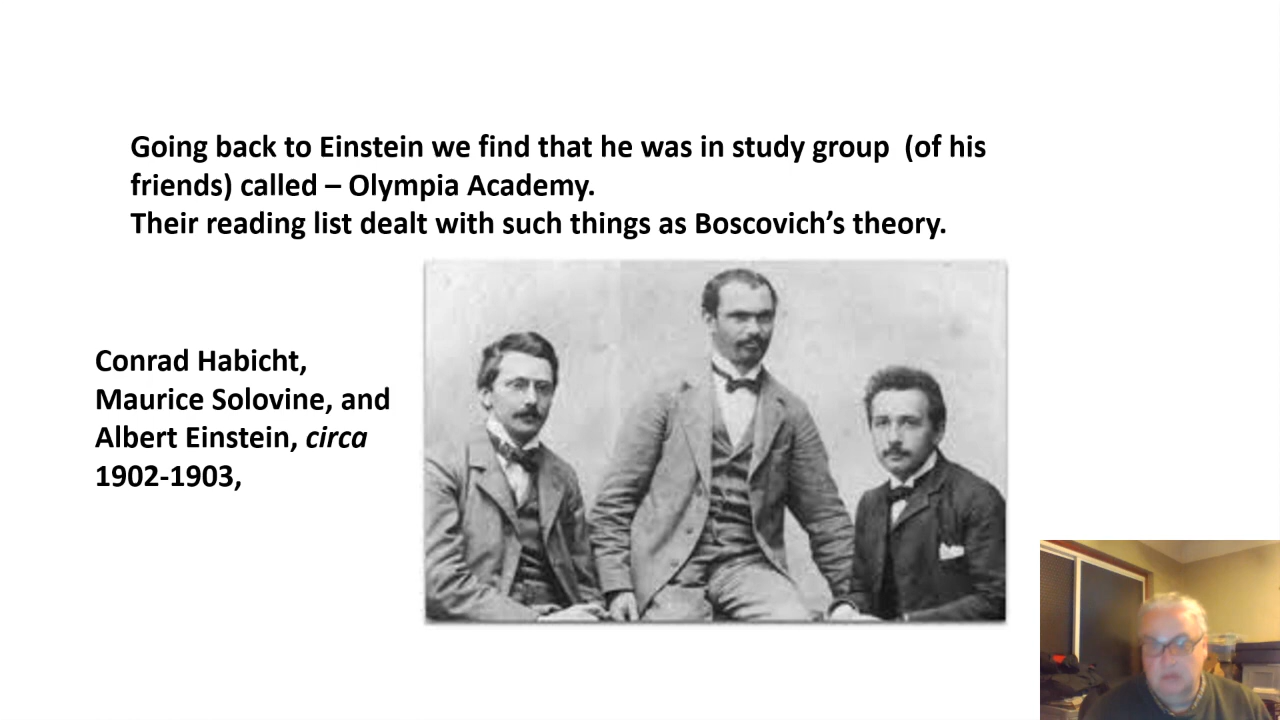 Going back to Einstein we find that he was in study group  (of his
friends) called – Olympia Academy.
Their reading list dealt with such things as Boscovich’s theory.
Conrad Habicht,
Maurice Solovine, and
Albert Einstein, circa
1902-1903,